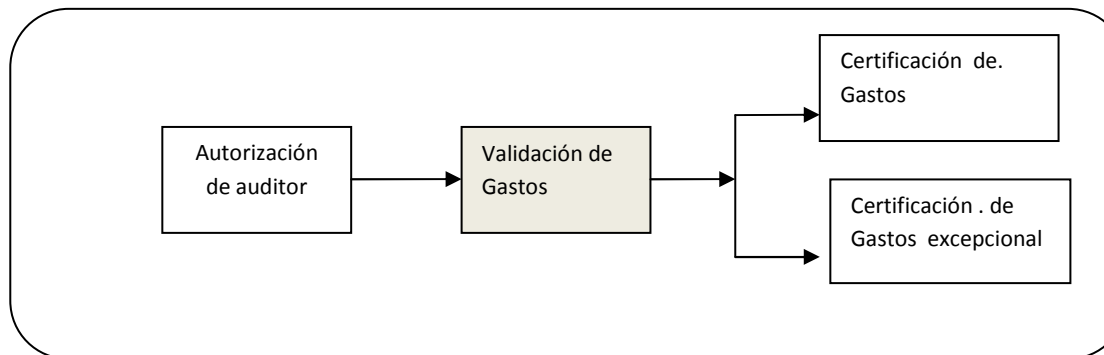 Autorización
de auditor
Validación de
Gastos
Certificación de.
Gastos
Certificación . de
Gastos excepcional